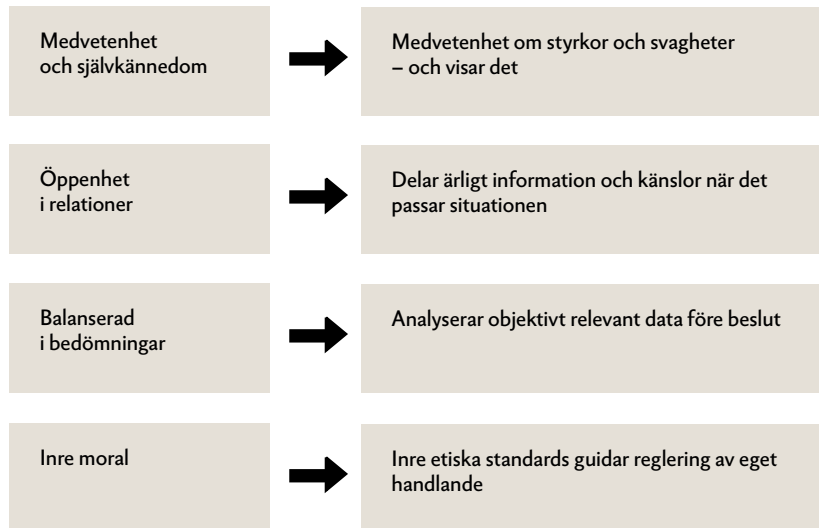 Medvetenhet
och självkännedom
Medvetenhet om styrkor och svagheter
– och visar det
Öppenhet
i relationer
Delar ärligt information och känslor när det
passar situationen
Balanserad
i bedömningar
Analyserar objektivt relevant data före beslut
Inre moral
Inre etiska standards guidar reglering av eget
handlande